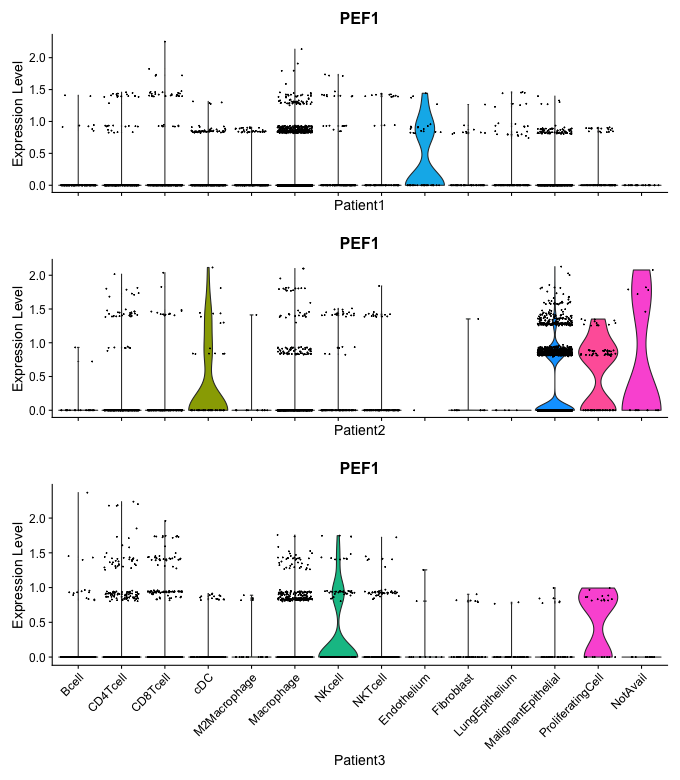 PEF1
Expression Level
2.0
1.5
1.0
0.5
0.0
Patient1
PEF1
Expression Level
2.0
1.5
1.0
0.5
0.0
Patient2
PEF1
Expression Level
2.0
1.5
1.0
0.5
0.0
Bcell
CD4Tcell
CD8Tcell
cDC
M2Macrophage
Macrophage
NKcell
NKTcell
Endothelium
Fibroblast
LungEpithelium
MalignantEpithelial
ProliferatingCell
NotAvail
Patient3